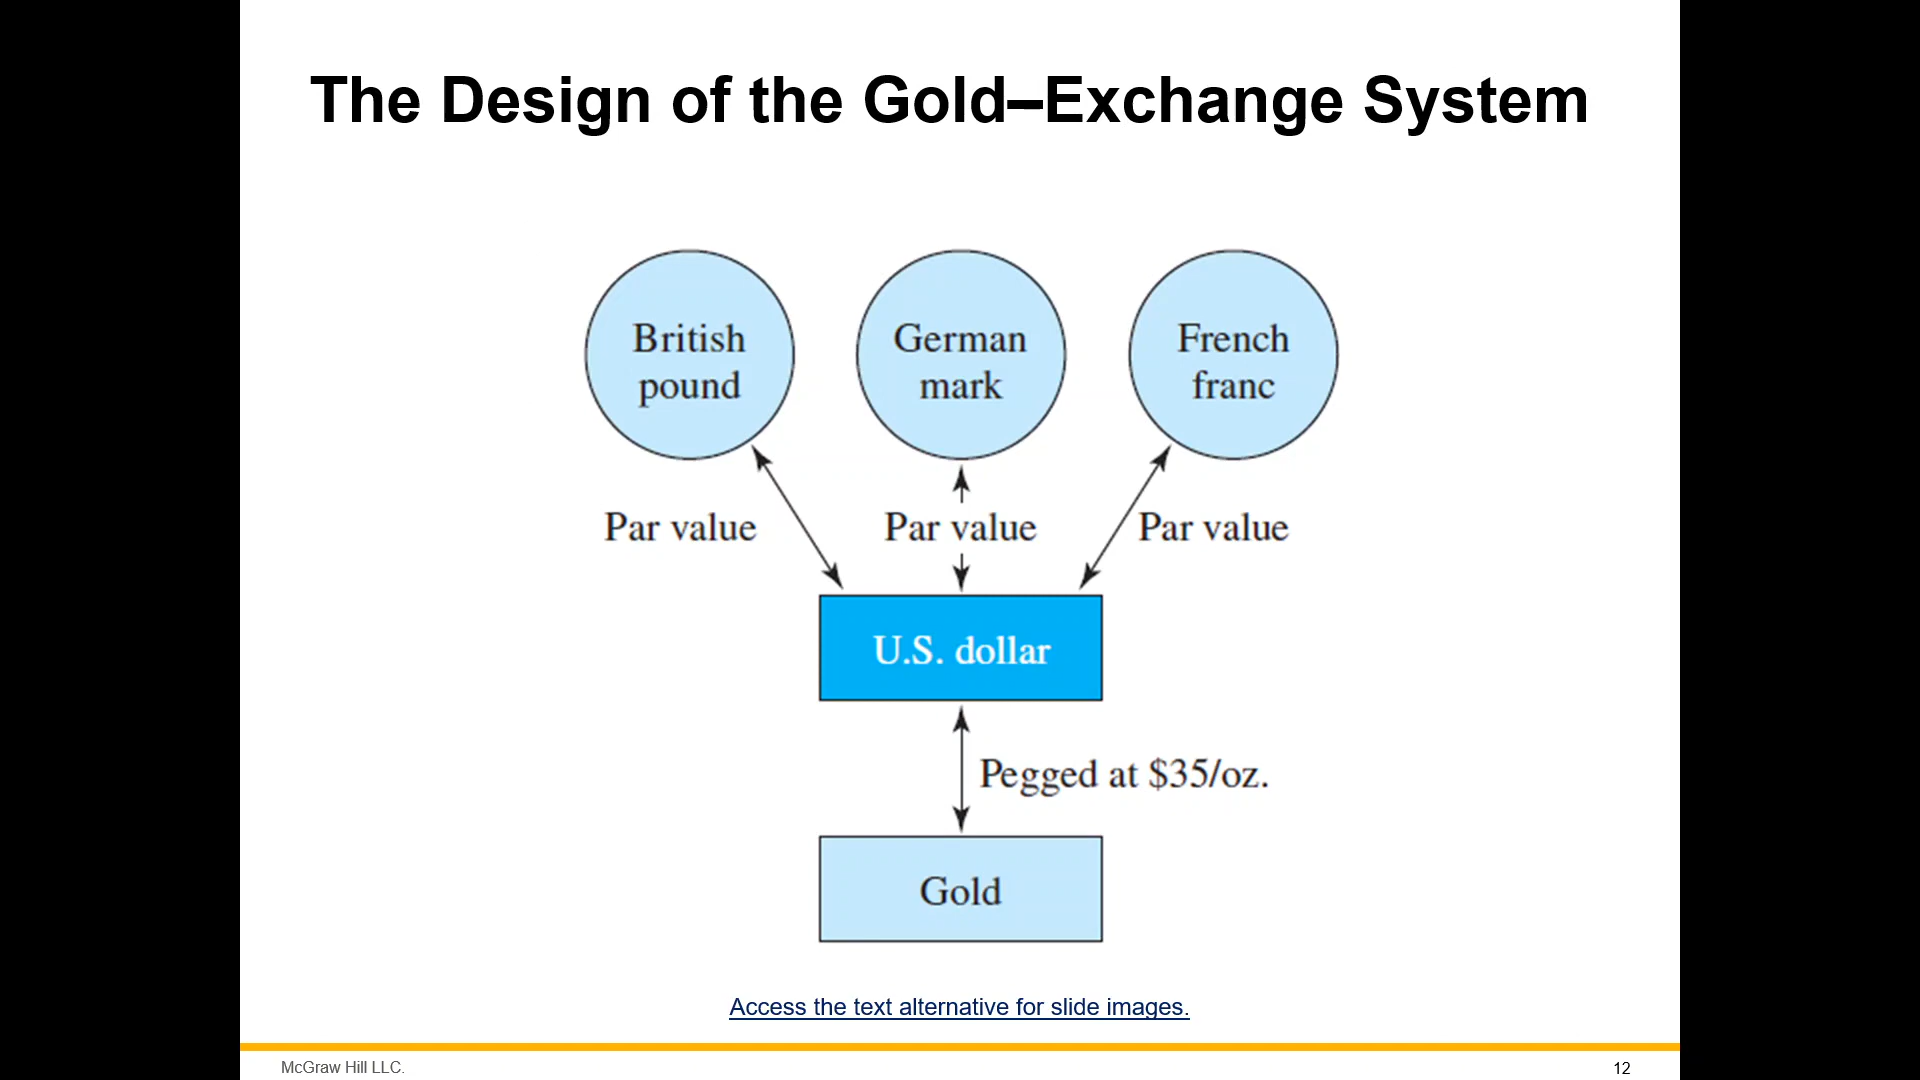 The Design of the Gold–Exchange System
British
pound
German
mark
French
franc
Par value
Par value
Par value
U.S. dollar
Pegged at $35/oz.
Gold
Access the text alternative for slide images.
McGraw Hill LLC.
12